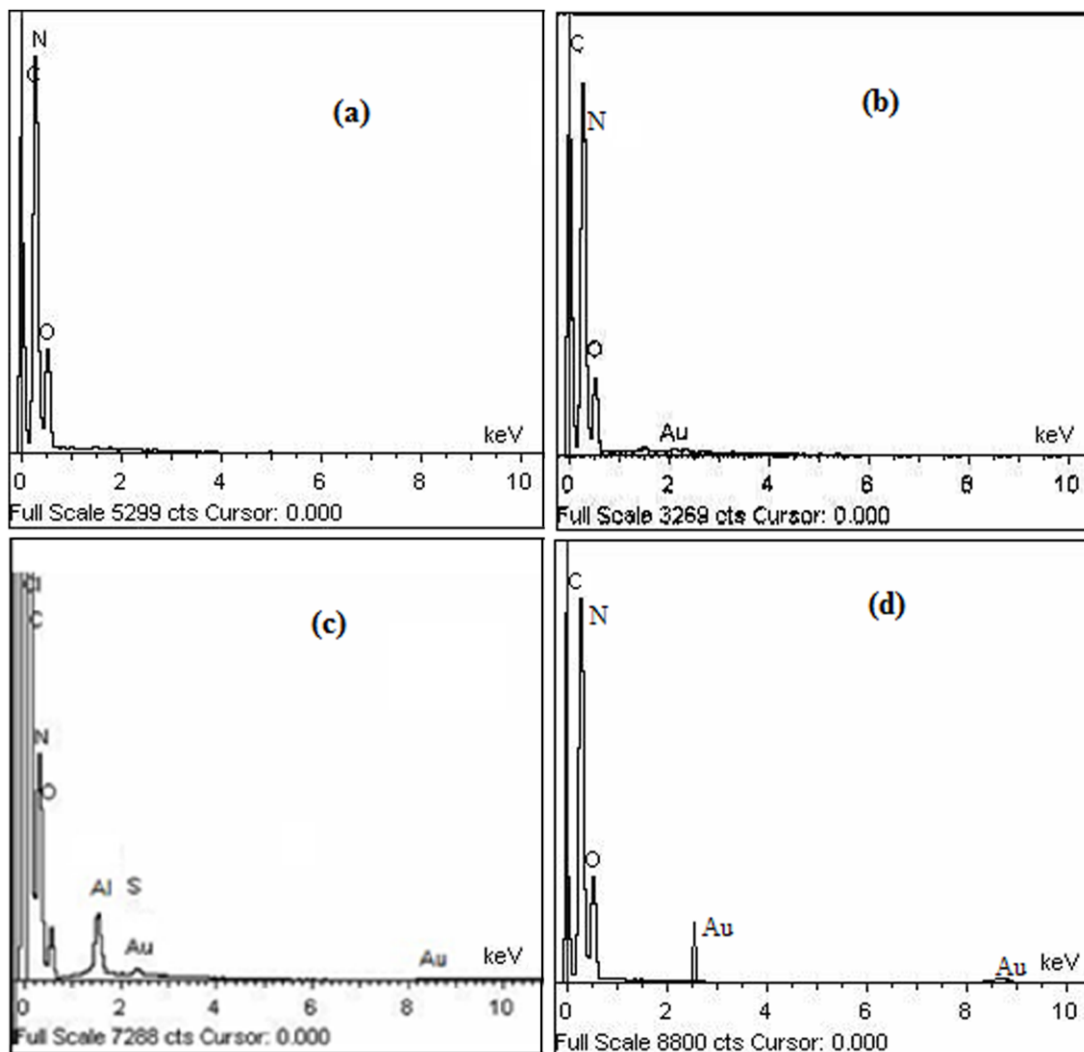 N
C
(a)
O
keV
0 2 4 6 8 10
Full Scale 5299 cts Cursor: 0.000
C
(b)
N
O
Au
keV
0 2 4 6 8 10
Full Scale 3269 cts Cursor: 0.000
C
(c)
N
O
Al S
Au
Au
keV
0 2 4 6 8 10
Full Scale 7288 cts Cursor: 0.000
C
(d)
N
O
Au
Au
keV
0 2 4 6 8 10
Full Scale 8800 cts Cursor: 0.000